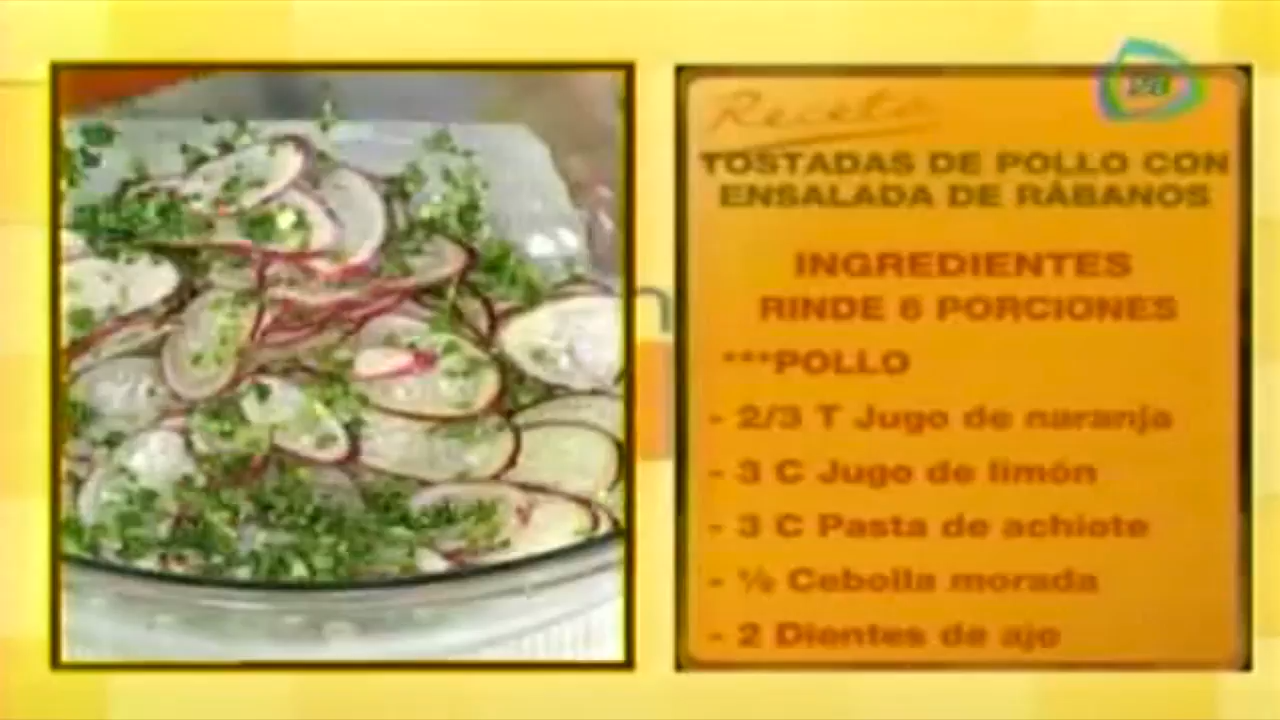 Receta
TOSTADAS DE POLLO CON
ENSALADA DE RÁBANOS
INGREDIENTES
RINDE 6 PORCIONES
***POLLO
- 2/3 T Jugo de naranja
- 3 C Jugo de limón
- 3 C Pasta de achiote
- ½ Cebolla morada
- 2 Dientes de ajo